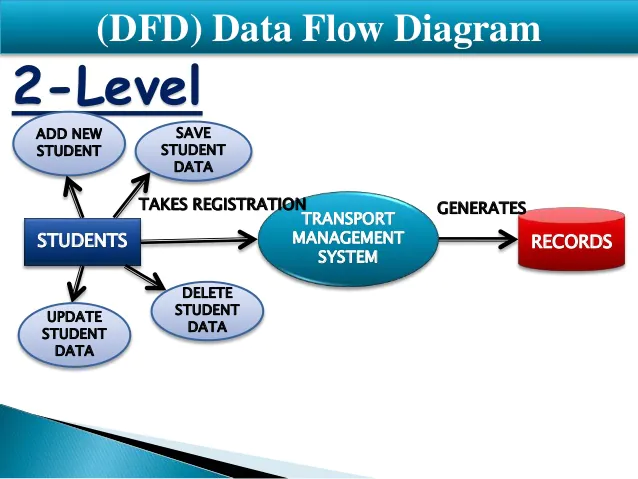 (DFD) Data Flow Diagram
2-Level
ADD NEW
STUDENT
SAVE
STUDENT
DATA
TAKES REGISTRATION
GENERATES
STUDENTS
TRANSPORT
MANAGEMENT
SYSTEM
RECORDS
UPDATE
STUDENT
DATA
DELETE
STUDENT
DATA